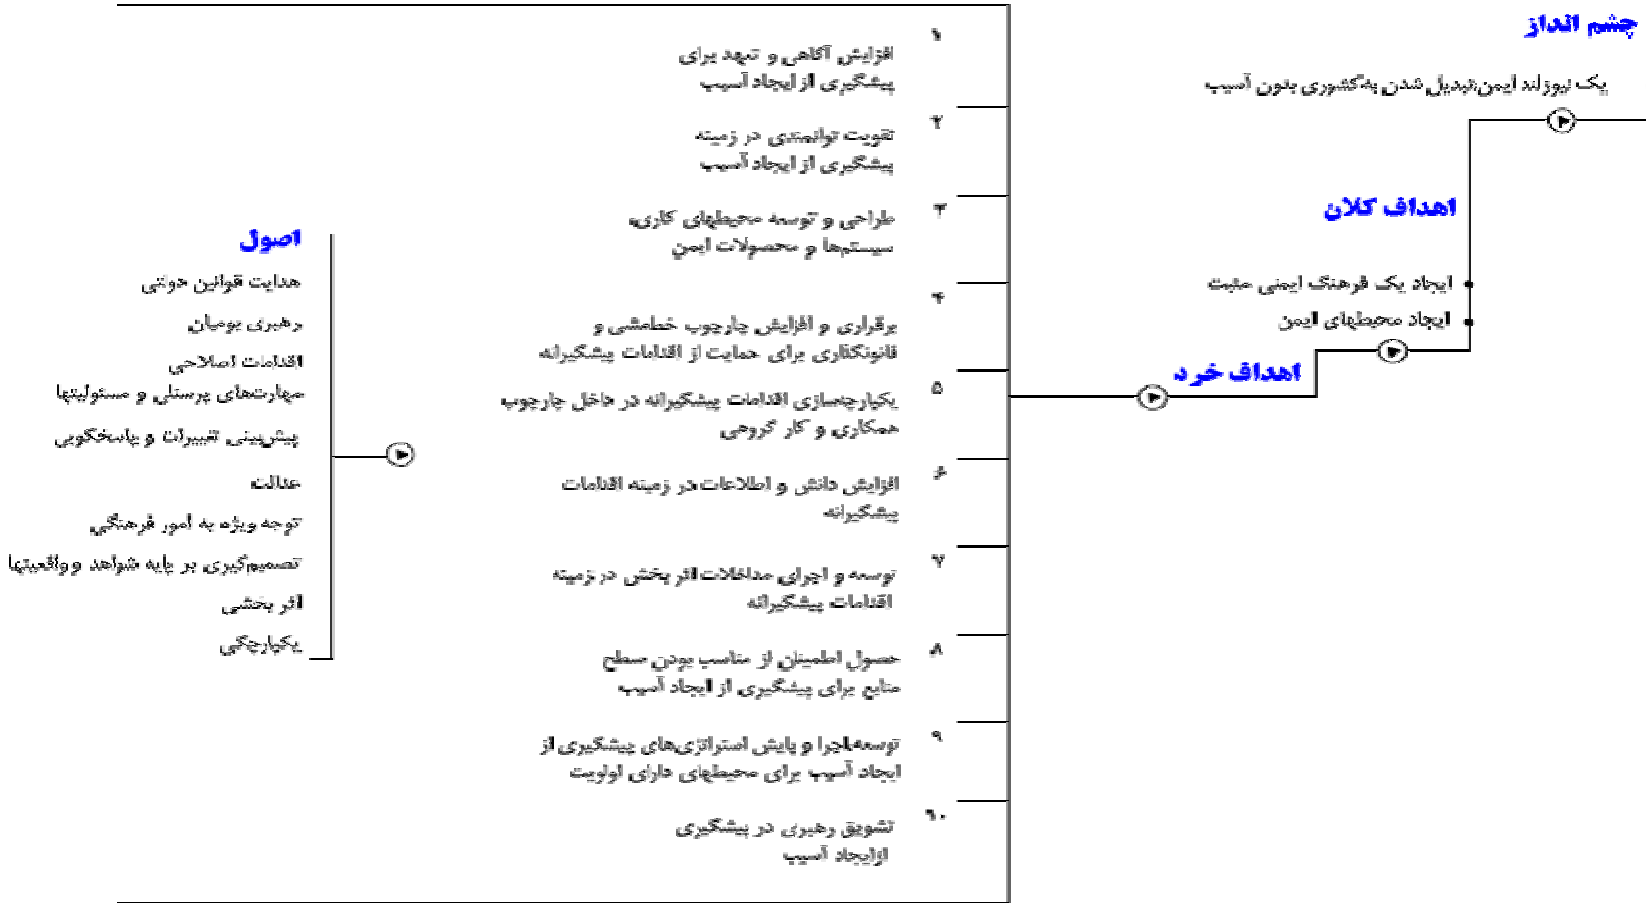 چشم انداز
یک نیوزلند ایمن،تبدیل شدن به کشوری بدون آسیب
اهداف کلان
ایجاد یک فرهنگ ایمنی مثبت
ایجاد محیطهای ایمن
اهداف خرد
۱
افزایش آگاهی و تعهد برای
پیشگیری از ایجاد آسیب
۲
تقویت توانمندی در زمینه
پیشگیری از ایجاد آسیب
۳
طراحی و توسعه محیطهای کاری،
سیستم‌ها و محصولات ایمن
۴
برقراری و افزایش چارچوب خط‌مشی و
قانونگذاری برای حمایت از اقدامات پیشگیرانه
۵
یکپارچه‌سازی اقدامات پیشگیرانه در داخل چارچوب
همکاری و کار گروهی
۶
افزایش دانش و اطلاعات در زمینه اقدامات
پیشگیرانه
۷
توسعه و اجرای مداخلات اثر بخش در زمینه
اقدامات پیشگیرانه
۸
حصول اطمینان از مناسب بودن سطح
منابع برای پیشگیری از ایجاد آسیب
۹
توسعه،اجرا و پایش استراتژی‌های پیشگیری از
ایجاد آسیب برای محیطهای دارای اولویت
۱۰
تشویق رهبری در پیشگیری
ازایجاد آسیب
اصول
هدایت قوانین دولتی
رهبری بومیان
اقدامات اصلاحی
مهارت‌های پرسنلی و مسئولیتها
پیش‌بینی تغییرات و پاسخگویی
عدالت
توجه ویژه به امور فرهنگی
تصمیم‌گیری بر پایه شواهد و واقعیتها
اثر بخشی
یکپارچگی